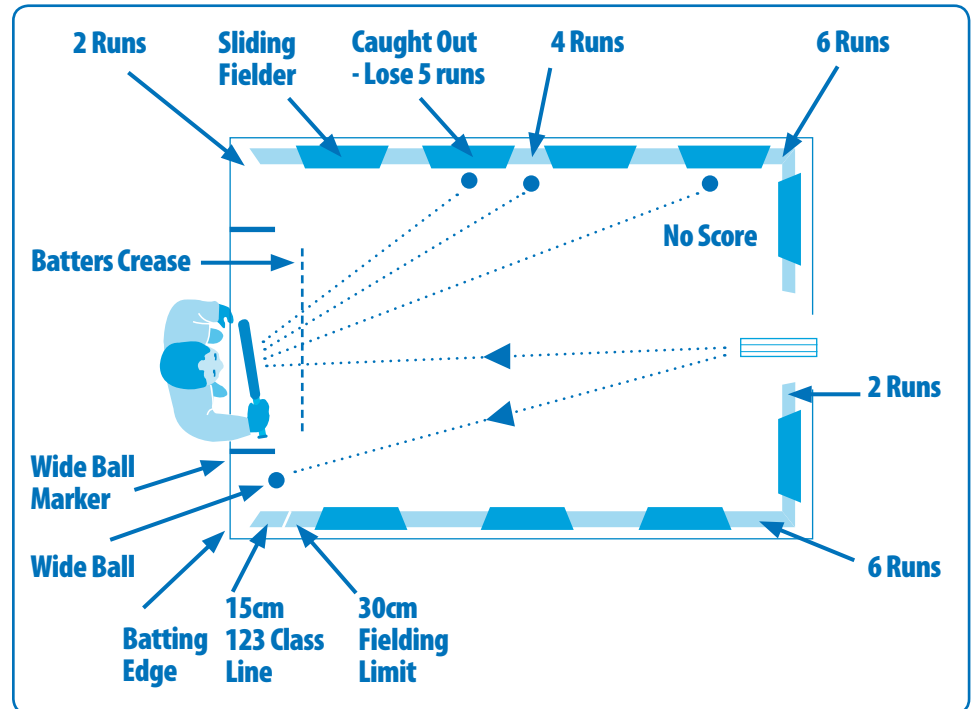 2 Runs
Sliding
Fielder
Caught Out
- Lose 5 runs
4 Runs
6 Runs
No Score
Batters Crease
2 Runs
Wide Ball
Marker
Wide Ball
6 Runs
Batting
Edge
15cm
123 Class
Line
30cm
Fielding
Limit